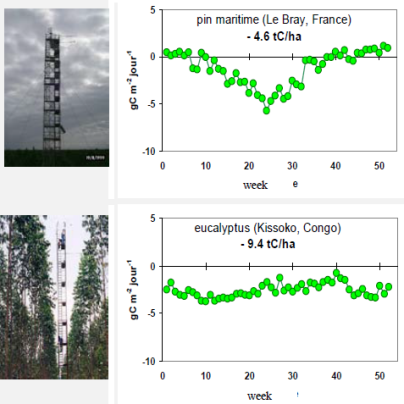 5
pin maritime (Le Bray, France)
- 4.6 tC/ha
0
gC m-2 jour-1
-5
-10
0 10 20 30 40 50
week e
5
eucalyptus (Kissoko, Congo)
- 9.4 tC/ha
0
gC m-2 jour-1
-5
-10
0 10 20 30 40 50
week